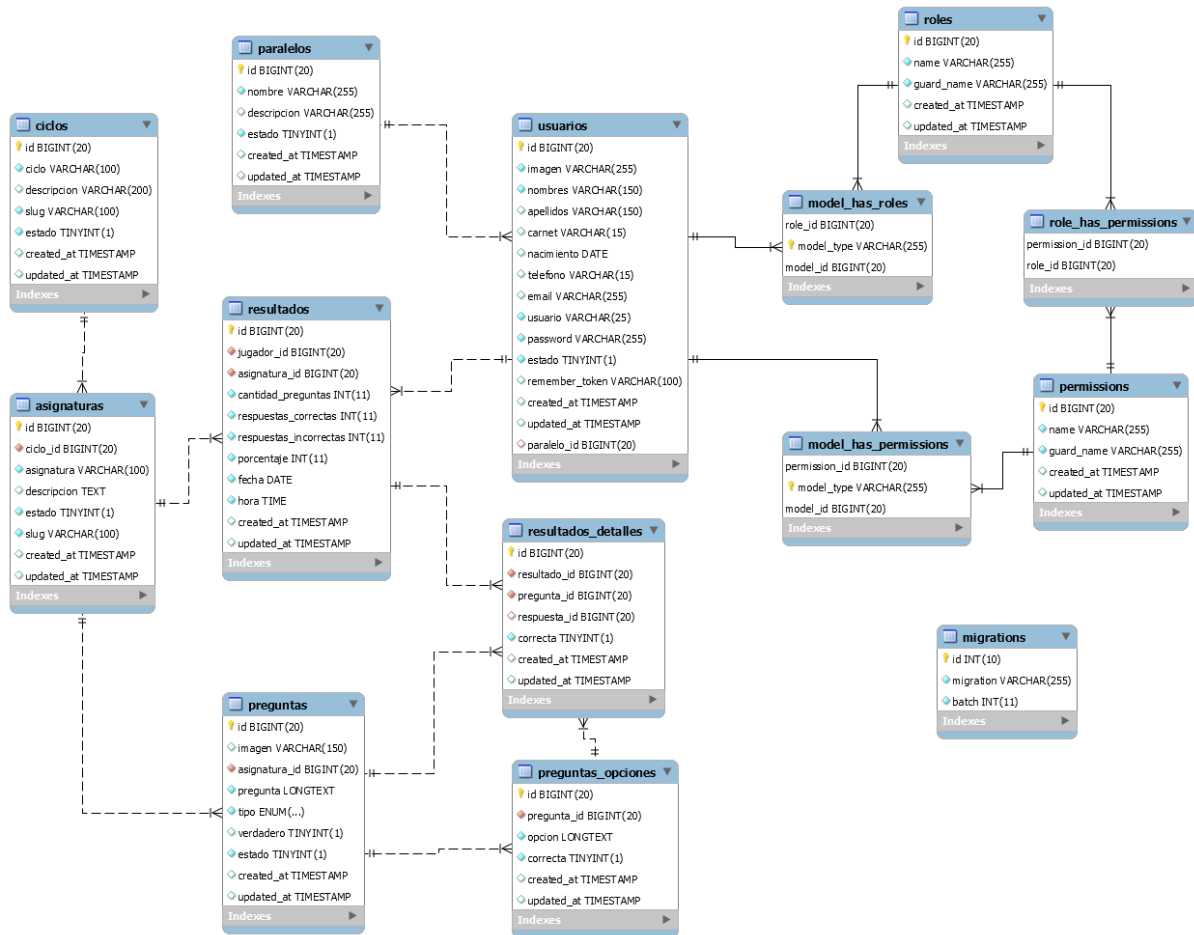 paralelos
id BIGINT(20)
nombre VARCHAR(255)
descripcion VARCHAR(255)
estado TINYINT(1)
created_at TIMESTAMP
updated_at TIMESTAMP
Indexes
ciclos
id BIGINT(20)
ciclo VARCHAR(100)
descripcion VARCHAR(200)
slug VARCHAR(100)
estado TINYINT(1)
created_at TIMESTAMP
updated_at TIMESTAMP
Indexes
usuarios
id BIGINT(20)
imagen VARCHAR(255)
nombres VARCHAR(150)
apellidos VARCHAR(150)
carnet VARCHAR(15)
nacimiento DATE
telefono VARCHAR(15)
email VARCHAR(255)
usuario VARCHAR(25)
password VARCHAR(255)
estado TINYINT(1)
remember_token VARCHAR(100)
created_at TIMESTAMP
updated_at TIMESTAMP
paralelo_id BIGINT(20)
Indexes
roles
id BIGINT(20)
name VARCHAR(255)
guard_name VARCHAR(255)
created_at TIMESTAMP
updated_at TIMESTAMP
Indexes
model_has_roles
role_id BIGINT(20)
model_type VARCHAR(255)
model_id BIGINT(20)
Indexes
role_has_permissions
permission_id BIGINT(20)
role_id BIGINT(20)
Indexes
resultados
id BIGINT(20)
jugador_id BIGINT(20)
asignatura_id BIGINT(20)
cantidad_preguntas INT(11)
respuestas_correctas INT(11)
respuestas_incorrectas INT(11)
porcentaje INT(11)
fecha DATE
hora TIME
created_at TIMESTAMP
updated_at TIMESTAMP
Indexes
asignaturas
id BIGINT(20)
ciclo_id BIGINT(20)
asignatura VARCHAR(100)
descripcion TEXT
estado TINYINT(1)
slug VARCHAR(100)
created_at TIMESTAMP
updated_at TIMESTAMP
Indexes
permissions
id BIGINT(20)
name VARCHAR(255)
guard_name VARCHAR(255)
created_at TIMESTAMP
updated_at TIMESTAMP
Indexes
model_has_permissions
permission_id BIGINT(20)
model_type VARCHAR(255)
model_id BIGINT(20)
Indexes
resultados_detalles
id BIGINT(20)
resultado_id BIGINT(20)
pregunta_id BIGINT(20)
respuesta_id BIGINT(20)
correcta TINYINT(1)
created_at TIMESTAMP
updated_at TIMESTAMP
Indexes
migrations
id INT(10)
migration VARCHAR(255)
batch INT(11)
Indexes
preguntas
id BIGINT(20)
imagen VARCHAR(150)
asignatura_id BIGINT(20)
pregunta LONGTEXT
tipo ENUM(...)
verdadero TINYINT(1)
estado TINYINT(1)
created_at TIMESTAMP
updated_at TIMESTAMP
Indexes
preguntas_opciones
id BIGINT(20)
pregunta_id BIGINT(20)
opcion LONGTEXT
correcta TINYINT(1)
created_at TIMESTAMP
updated_at TIMESTAMP
Indexes